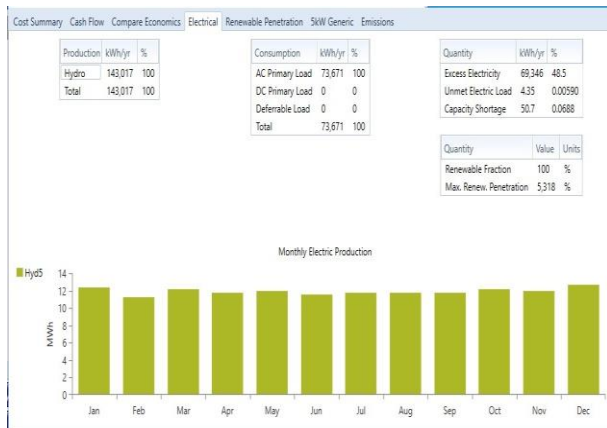 Cost Summary Cash Flow Compare Economics Electrical Renewable Penetration 5kW Generic Emissions
Production kWh/yr %
Hydro 143,017 100
Total 143,017 100
Consumption kWh/yr %
AC Primary Load 73,671 100
DC Primary Load 0 0
Deferrable Load 0 0
Total 73,671 100
Quantity kWh/yr %
Excess Electricity 69,346 48.5
Unmet Electric Load 4.35 0.00590
Capacity Shortage 50.7 0.0688
Quantity Value Units
Renewable Fraction 100 %
Max. Renew. Penetration 5,318 %
Monthly Electric Production
Hyd5
MWh
14
12
10
8
6
4
2
0
Jan Feb Mar Apr May Jun Jul Aug Sep Oct Nov Dec